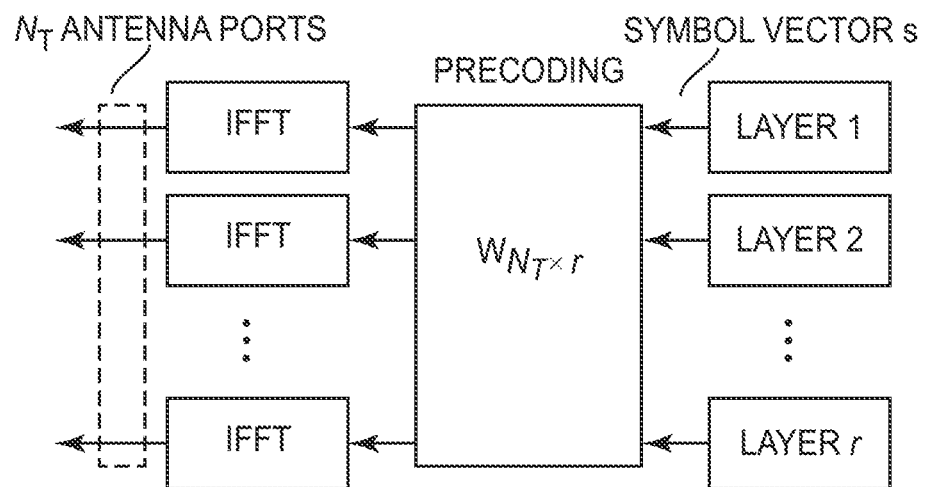 N_T ANTENNA PORTS
SYMBOL VECTOR s
PRECODING
IFFT
LAYER 1
IFFT
W_{N_T × r}
LAYER 2
IFFT
LAYER r